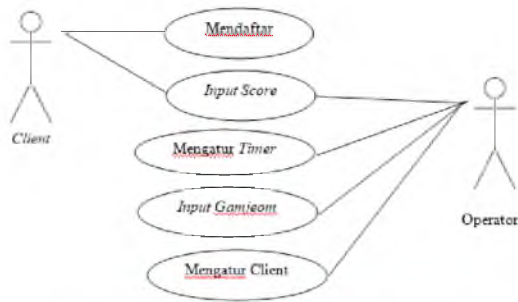 Mendaftar
Input Score
Client
Mengatur Timer
Input Gamjeom
Operator
Mengatur Client